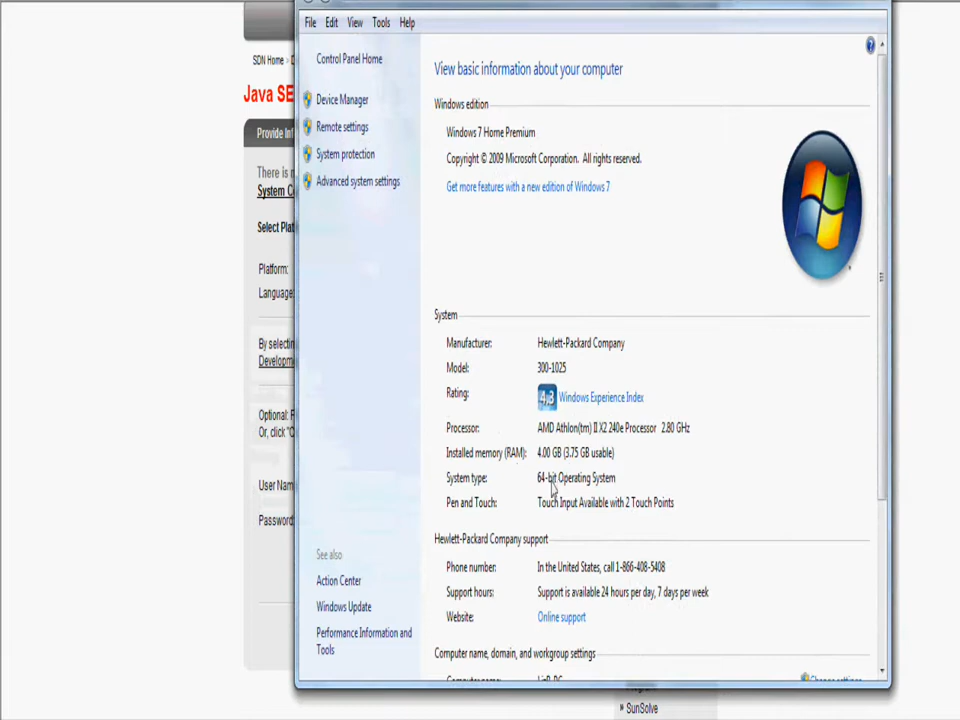 File Edit View Tools Help
SDN Home ›
Java SE
Provide In
There is
System C
Select Plat
Platform:
Language:
By selecting
Developm
Optional:
Or, click "C
User Nam
Password:
Control Panel Home
Device Manager
Remote settings
System protection
Advanced system settings
See also
Action Center
Windows Update
Performance Information and
Tools
View basic information about your computer
Windows edition
Windows 7 Home Premium
Copyright © 2009 Microsoft Corporation. All rights reserved.
Get more features with a new edition of Windows 7
System
Manufacturer: Hewlett-Packard Company
Model: 300-1025
Rating: 4.3 Windows Experience Index
Processor: AMD Athlon(tm) II X2 240e Processor 2.80 GHz
Installed memory (RAM): 4.00 GB (3.75 GB usable)
System type: 64-bit Operating System
Pen and Touch: Touch Input Available with 2 Touch Points
Hewlett-Packard Company support
Phone number: In the United States, call 1-866-408-5408
Support hours: Support is available 24 hours per day, 7 days per week
Website: Online support
Computer name, domain, and workgroup settings
Computer name: Change settings
» SunSolve